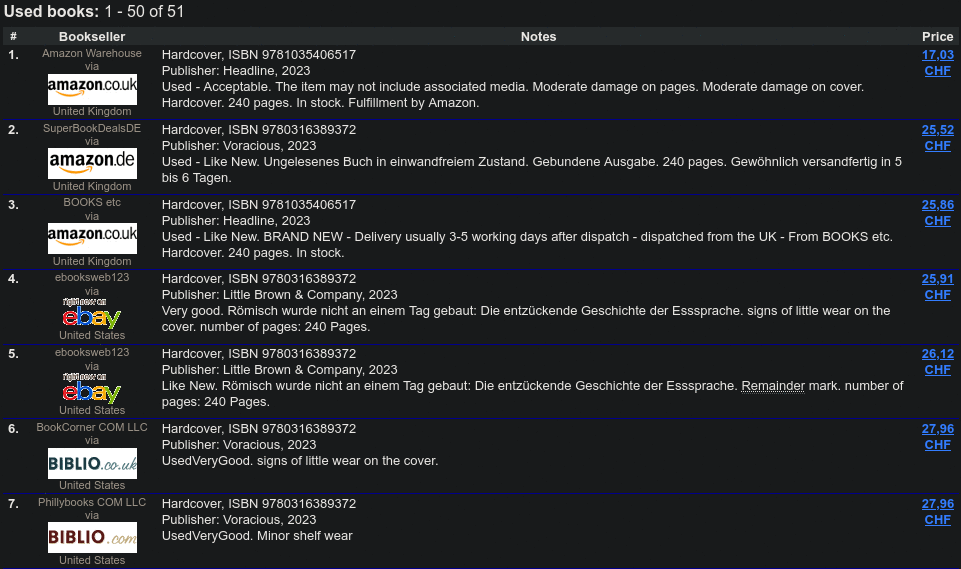 Used books: 1 - 50 of 51
# Bookseller Notes Price
1. Amazon Warehouse
via
amazon.co.uk
United Kingdom
Hardcover, ISBN 9781035406517
Publisher: Headline, 2023
Used - Acceptable. The item may not include associated media. Moderate damage on pages. Moderate damage on cover.
Hardcover. 240 pages. In stock. Fulfillment by Amazon.
17,03
CHF
2. SuperBookDealsDE
via
amazon.de
United Kingdom
Hardcover, ISBN 9780316389372
Publisher: Voracious, 2023
Used - Like New. Ungelesenes Buch in einwandfreiem Zustand. Gebundene Ausgabe. 240 pages. Gewöhnlich versandfertig in 5
bis 6 Tagen.
25,52
CHF
3. BOOKS etc
via
amazon.co.uk
United Kingdom
Hardcover, ISBN 9781035406517
Publisher: Headline, 2023
Used - Like New. BRAND NEW - Delivery usually 3-5 working days after dispatch - dispatched from the UK - From BOOKS etc.
Hardcover. 240 pages. In stock.
25,86
CHF
4. ebooksweb123
via
right now on
ebay
United States
Hardcover, ISBN 9780316389372
Publisher: Little Brown & Company, 2023
Very good. Römisch wurde nicht an einem Tag gebaut: Die entzückende Geschichte der Esssprache. signs of little wear on the
cover. number of pages: 240 Pages.
25,91
CHF
5. ebooksweb123
via
right now on
ebay
United States
Hardcover, ISBN 9780316389372
Publisher: Little Brown & Company, 2023
Like New. Römisch wurde nicht an einem Tag gebaut: Die entzückende Geschichte der Esssprache. Remainder mark. number of
pages: 240 Pages.
26,12
CHF
6. BookCorner COM LLC
via
BIBLIO.co.uk
United States
Hardcover, ISBN 9780316389372
Publisher: Voracious, 2023
UsedVeryGood. signs of little wear on the cover.
27,96
CHF
7. Phillybooks COM LLC
via
BIBLIO.com
United States
Hardcover, ISBN 9780316389372
Publisher: Voracious, 2023
UsedVeryGood. Minor shelf wear
27,96
CHF